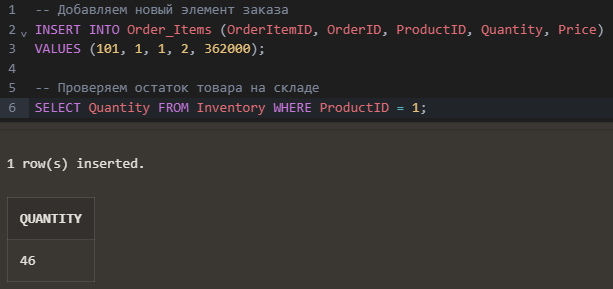 1 -- Добавляем новый элемент заказа
2 INSERT INTO Order_Items (OrderItemID, OrderID, ProductID, Quantity, Price)
3 VALUES (101, 1, 1, 2, 362000);
4
5 -- Проверяем остаток товара на складе
6 SELECT Quantity FROM Inventory WHERE ProductID = 1;
1 row(s) inserted.
QUANTITY
46